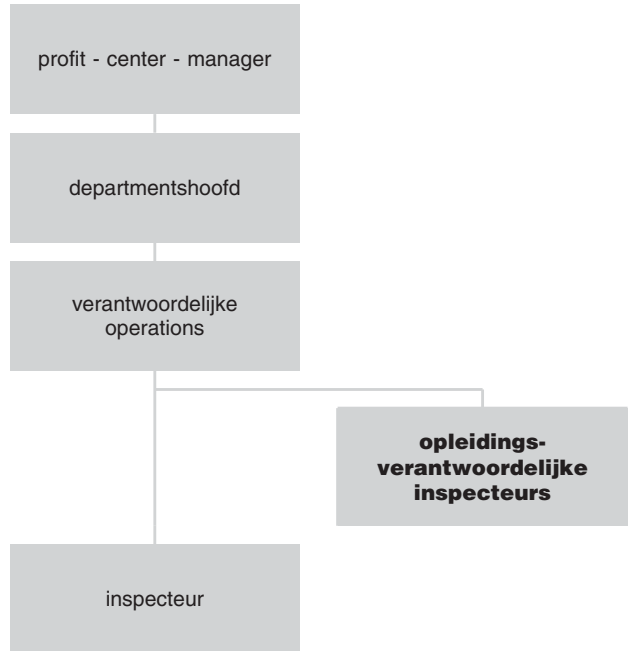 profit - center - manager
departmentshoofd
verantwoordelijke
operations
opleidings-
verantwoordelijke
inspecteurs
inspecteur